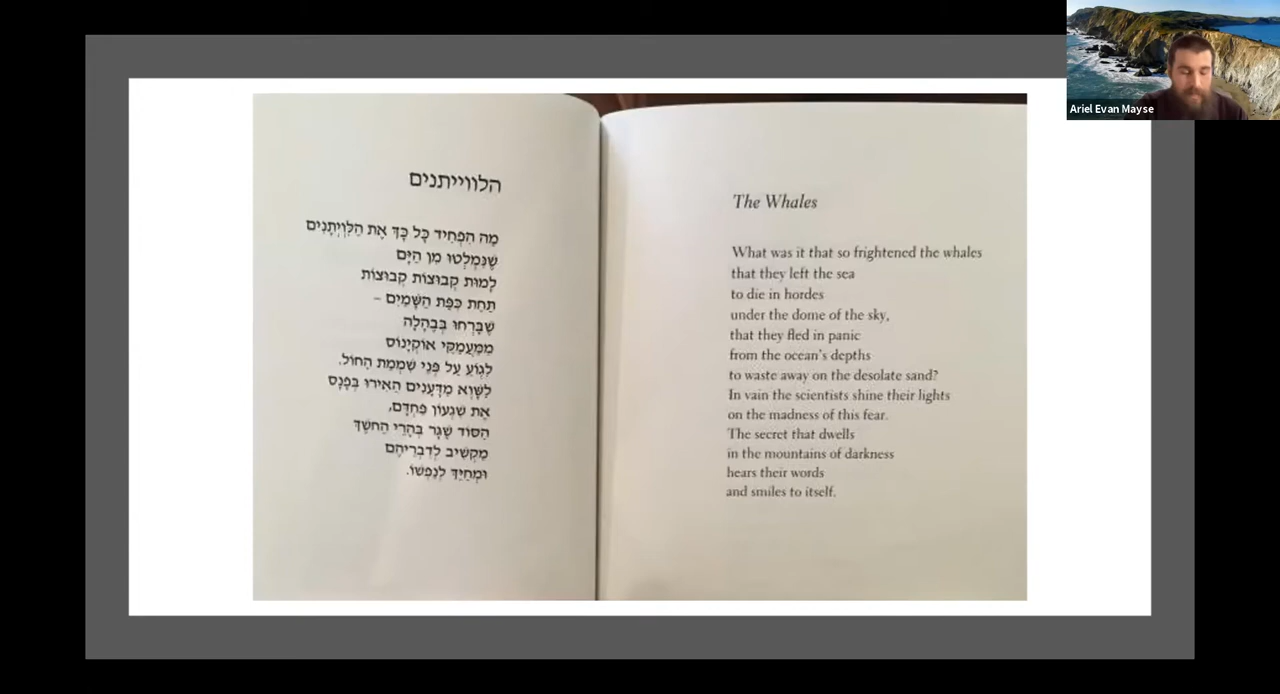 Ariel Evan Mayse
הלווייתנים
מַה הִפְחִיד כָּל כָּךְ אֶת הַלִּוְיְתָנִים
שֶׁנִּמְלְטוּ מִן הַיָּם
לָמוּת קְבוּצוֹת קְבוּצוֹת
תַּחַת כִּפַּת הַשָּׁמַיִם –
שֶׁבָּרְחוּ בְּבֶהָלָה
מִמַּעֲמַקֵּי אוֹקְיָנוֹס
לִגְוֹעַ עַל פְּנֵי שִׁמְמַת הַחוֹל.
לַשָּׁוְא מַדְּעָנִים הֵאִירוּ בְּפָנָס
אֶת שִׁגְעוֹן פַּחְדָּם,
הַסּוֹד שֶׁגָּר בְּהָרֵי הַחֹשֶׁךְ
מַקְשִׁיב לְדִבְרֵיהֶם
וּמְחַיֵּךְ לְנַפְשׁוֹ.
The Whales
What was it that so frightened the whales
that they left the sea
to die in hordes
under the dome of the sky,
that they fled in panic
from the ocean's depths
to waste away on the desolate sand?
In vain the scientists shine their lights
on the madness of this fear.
The secret that dwells
in the mountains of darkness
hears their words
and smiles to itself.